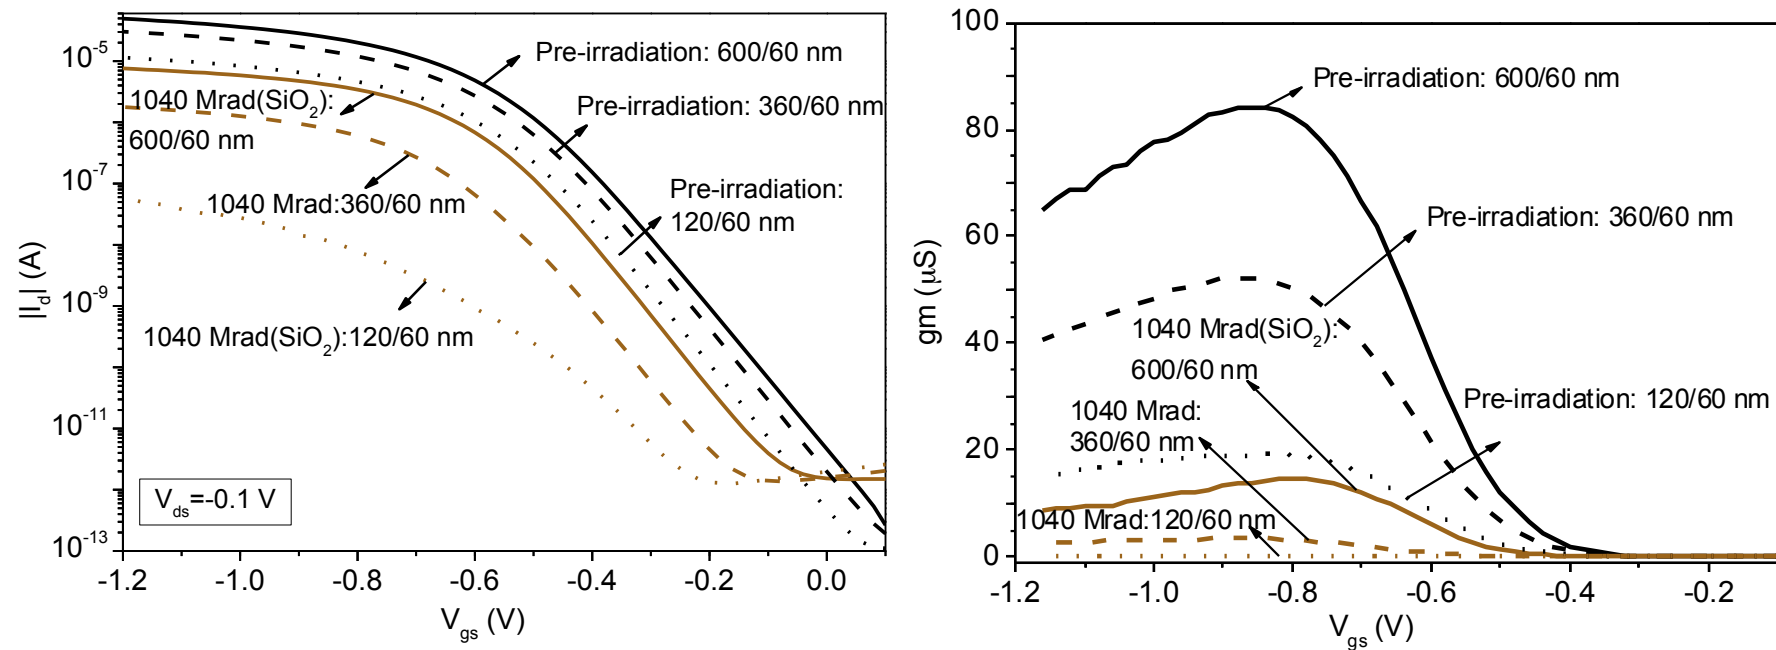 10⁻⁵
10⁻⁷
10⁻⁹
10⁻¹¹
10⁻¹³
|I_d| (A)
Pre-irradiation: 600/60 nm
Pre-irradiation: 360/60 nm
1040 Mrad(SiO₂):
600/60 nm
Pre-irradiation:
120/60 nm
1040 Mrad:360/60 nm
1040 Mrad(SiO₂):120/60 nm
V_ds=-0.1 V
-1.2 -1.0 -0.8 -0.6 -0.4 -0.2 0.0
V_gs (V)
100
80
60
40
20
0
gm (μS)
Pre-irradiation: 600/60 nm
Pre-irradiation: 360/60 nm
1040 Mrad(SiO₂):
600/60 nm
Pre-irradiation: 120/60 nm
1040 Mrad:
360/60 nm
1040 Mrad:120/60 nm
-1.2 -1.0 -0.8 -0.6 -0.4 -0.2
V_gs (V)